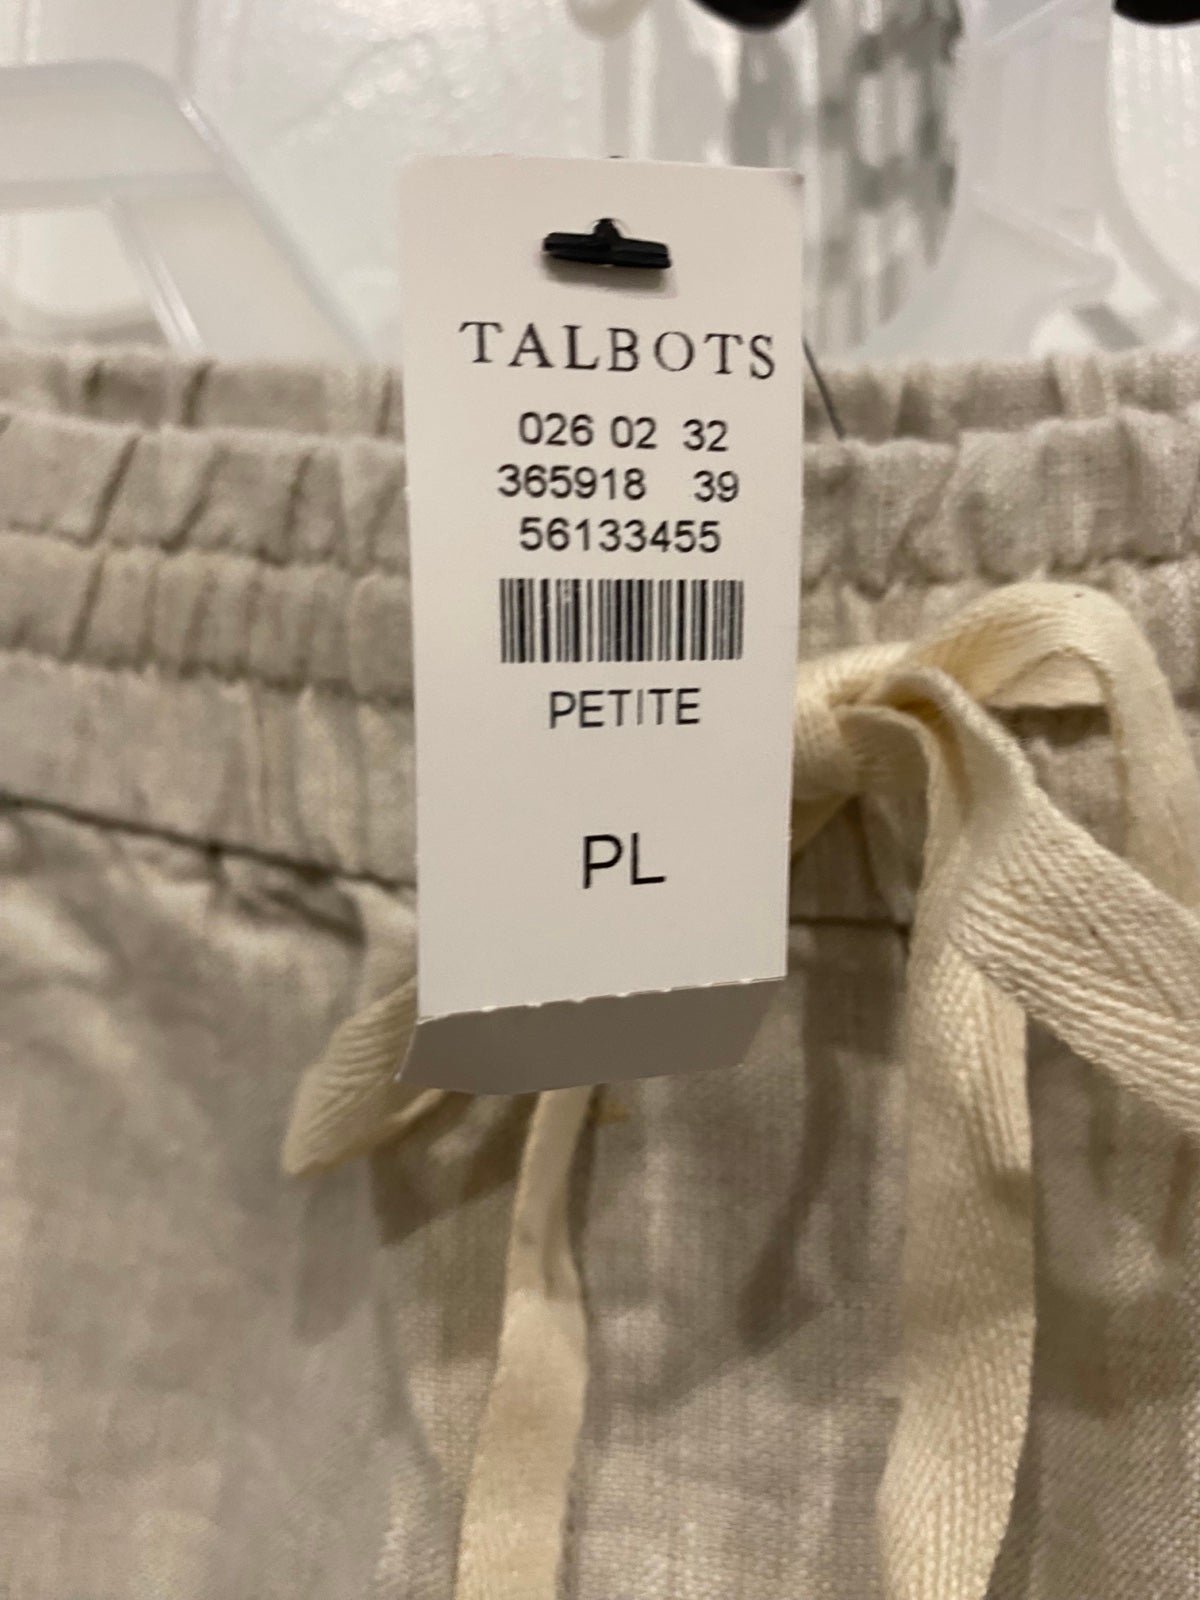 TALBOTS
026 02 32
365918 39
56133455
PETITE
PL